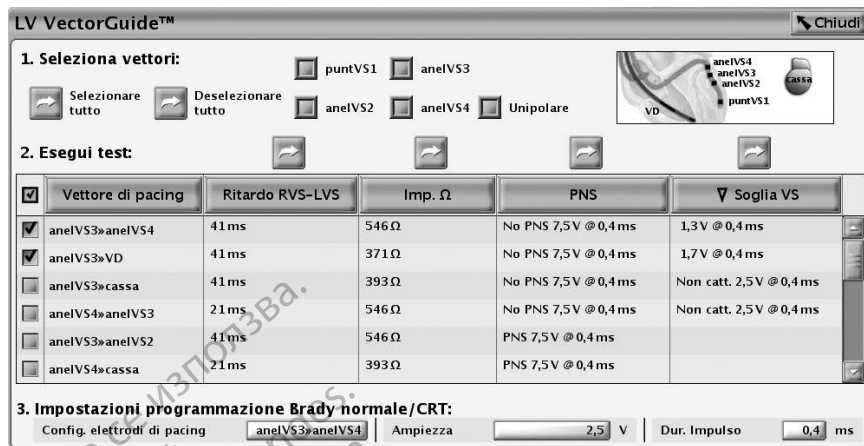 LV VectorGuide™
Chiudi
1. Seleziona vettori:
puntVS1 anelVS3
Selezionare tutto
Deselezionare tutto
anelVS2 anelVS4 Unipolare
anelVS4
anelVS3
anelVS2
puntVS1
cassa
VD
2. Esegui test:
Vettore di pacing Ritardo RVS-LVS Imp. Ω PNS Soglia VS
anelVS3»anelVS4 41 ms 546 Ω No PNS 7,5 V @ 0,4 ms 1,3 V @ 0,4 ms
anelVS3»VD 41 ms 371 Ω No PNS 7,5 V @ 0,4 ms 1,7 V @ 0,4 ms
anelVS3»cassa 41 ms 393 Ω No PNS 7,5 V @ 0,4 ms Non catt. 2,5 V @ 0,4 ms
anelVS4»anelVS3 21 ms 546 Ω No PNS 7,5 V @ 0,4 ms Non catt. 2,5 V @ 0,4 ms
anelVS3»anelVS2 41 ms 546 Ω PNS 7,5 V @ 0,4 ms
anelVS4»cassa 21 ms 393 Ω PNS 7,5 V @ 0,4 ms
3. Impostazioni programmazione Brady normale/CRT:
Config. elettrodi di pacing anelVS3»anelVS4 Ampiezza 2,5 V Dur. Impulso 0,4 ms
се използва.